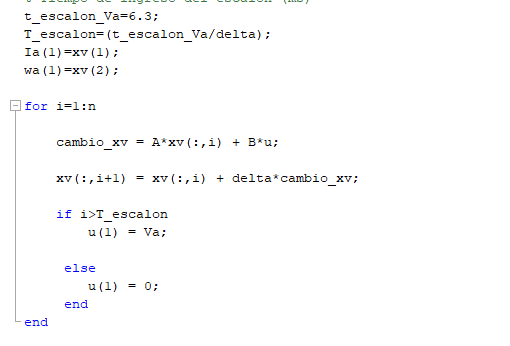 % Tiempo de ingreso del escalon (ms)
t_escalon_Va=6.3;
T_escalon=(t_escalon_Va/delta);
Ia(1)=xv(1);
wa(1)=xv(2);
for i=1:n
cambio_xv = A*xv(:,i) + B*u;
xv(:,i+1) = xv(:,i) + delta*cambio_xv;
if i>T_escalon
u(1) = Va;
else
u(1) = 0;
end
end